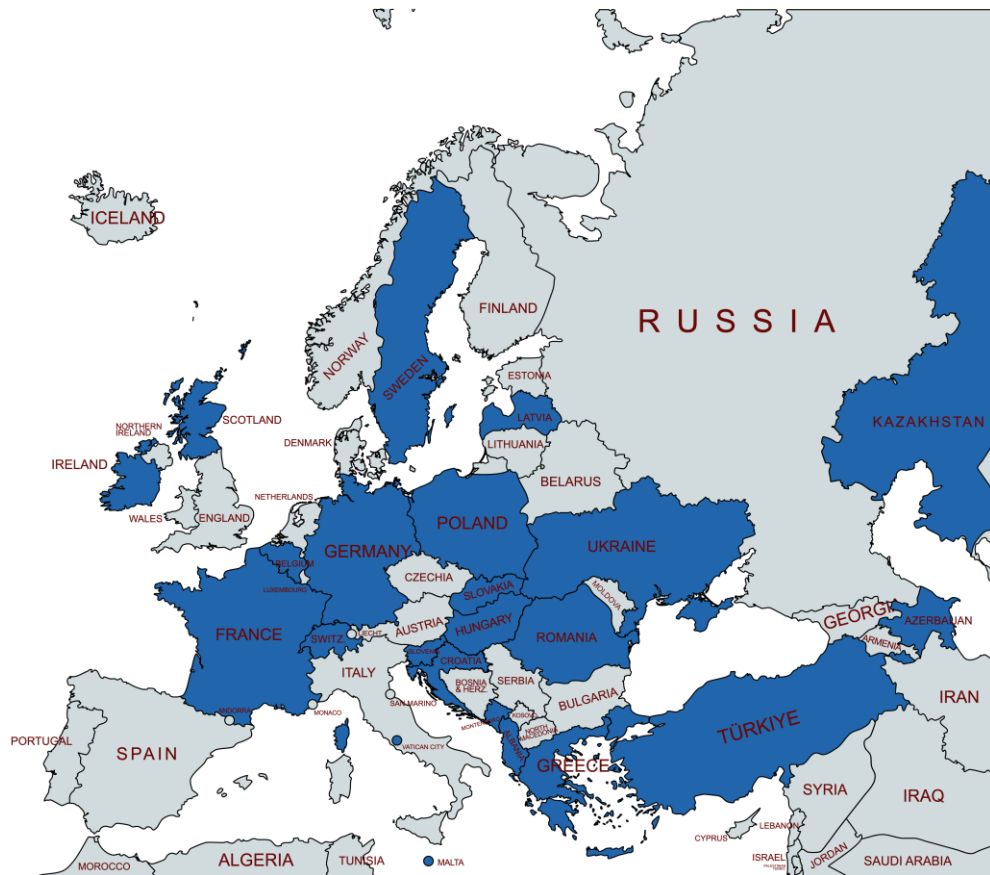 ICELAND
RUSSIA
FINLAND
NORWAY
SWEDEN
ESTONIA
SCOTLAND
LATVIA
KAZAKHSTAN
NORTHERN
IRELAND
DENMARK
LITHUANIA
IRELAND
BELARUS
NETHERLANDS
WALES
ENGLAND
POLAND
GERMANY
UKRAINE
BELGIUM
CZECHIA
LUXEMBOURG
SLOVAKIA
MOLDOVA
GEORGIA
AZERBAIJAN
FRANCE
SWITZ.
LIECHT.
AUSTRIA
HUNGARY
ROMANIA
ARMENIA
SLOVENIA
CROATIA
ITALY
BOSNIA
& HERZ.
SERBIA
IRAN
BULGARIA
SAN MARINO
ANDORRA
MONACO
MONTENEGRO
KOSOVO
NORTH
MACEDONIA
TÜRKIYE
PORTUGAL
SPAIN
VATICAN CITY
ALBANIA
GREECE
SYRIA
IRAQ
CYPRUS
LEBANON
MOROCCO
ALGERIA
TUNISIA
MALTA
ISRAEL
JORDAN
SAUDI ARABIA